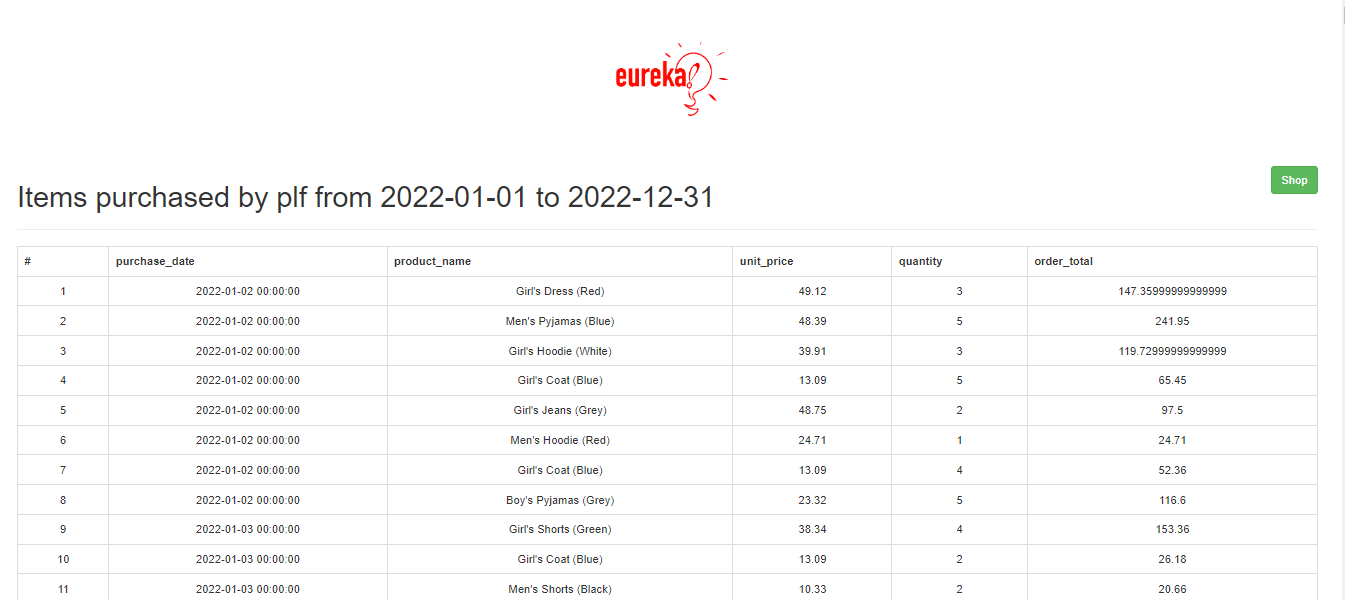 eureka!
Shop
Items purchased by plf from 2022-01-01 to 2022-12-31
# purchase_date product_name unit_price quantity order_total
1 2022-01-02 00:00:00 Girl's Dress (Red) 49.12 3 147.35999999999999
2 2022-01-02 00:00:00 Men's Pyjamas (Blue) 48.39 5 241.95
3 2022-01-02 00:00:00 Girl's Hoodie (White) 39.91 3 119.72999999999999
4 2022-01-02 00:00:00 Girl's Coat (Blue) 13.09 5 65.45
5 2022-01-02 00:00:00 Girl's Jeans (Grey) 48.75 2 97.5
6 2022-01-02 00:00:00 Men's Hoodie (Red) 24.71 1 24.71
7 2022-01-02 00:00:00 Girl's Coat (Blue) 13.09 4 52.36
8 2022-01-02 00:00:00 Boy's Pyjamas (Grey) 23.32 5 116.6
9 2022-01-03 00:00:00 Girl's Shorts (Green) 38.34 4 153.36
10 2022-01-03 00:00:00 Girl's Coat (Blue) 13.09 2 26.18
11 2022-01-03 00:00:00 Men's Shorts (Black) 10.33 2 20.66